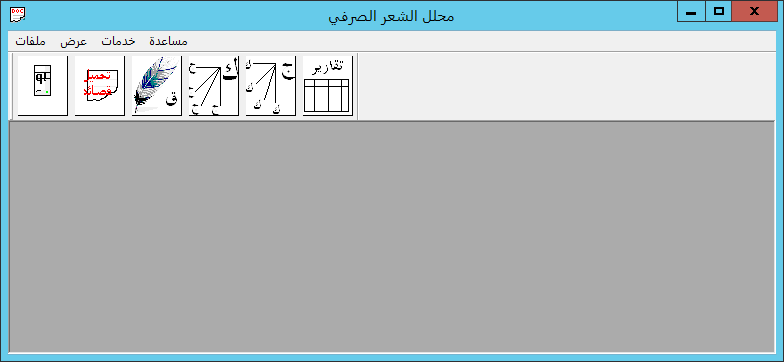 محلل الشعر الصرفي
ملفات عرض خدمات مساعدة
تحميل
قصائد
ق
ك
ح
ح
ح
ج
ك
ك
ك
ك
تقارير